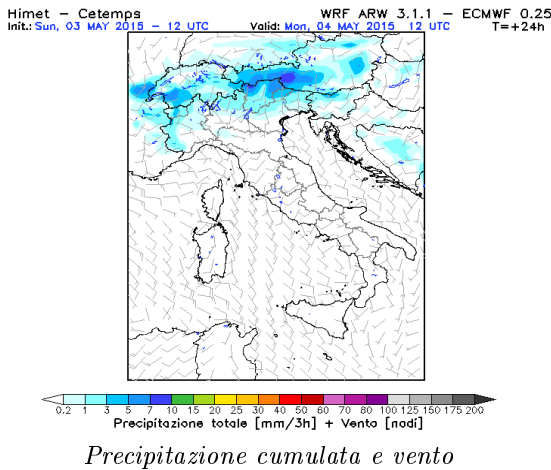 Himet – Cetemps WRF ARW 3.1.1 – ECMWF 0.25
Init.: Sun, 03 MAY 2015 – 12 UTC Valid: Mon, 04 MAY 2015 12 UTC T=+24h
0.2 1 3 5 7 10 15 20 25 30 40 50 60 70 80 100 125 150 175 200
Precipitazione totale [mm/3h] + Vento [nodi]
Precipitazione cumulata e vento